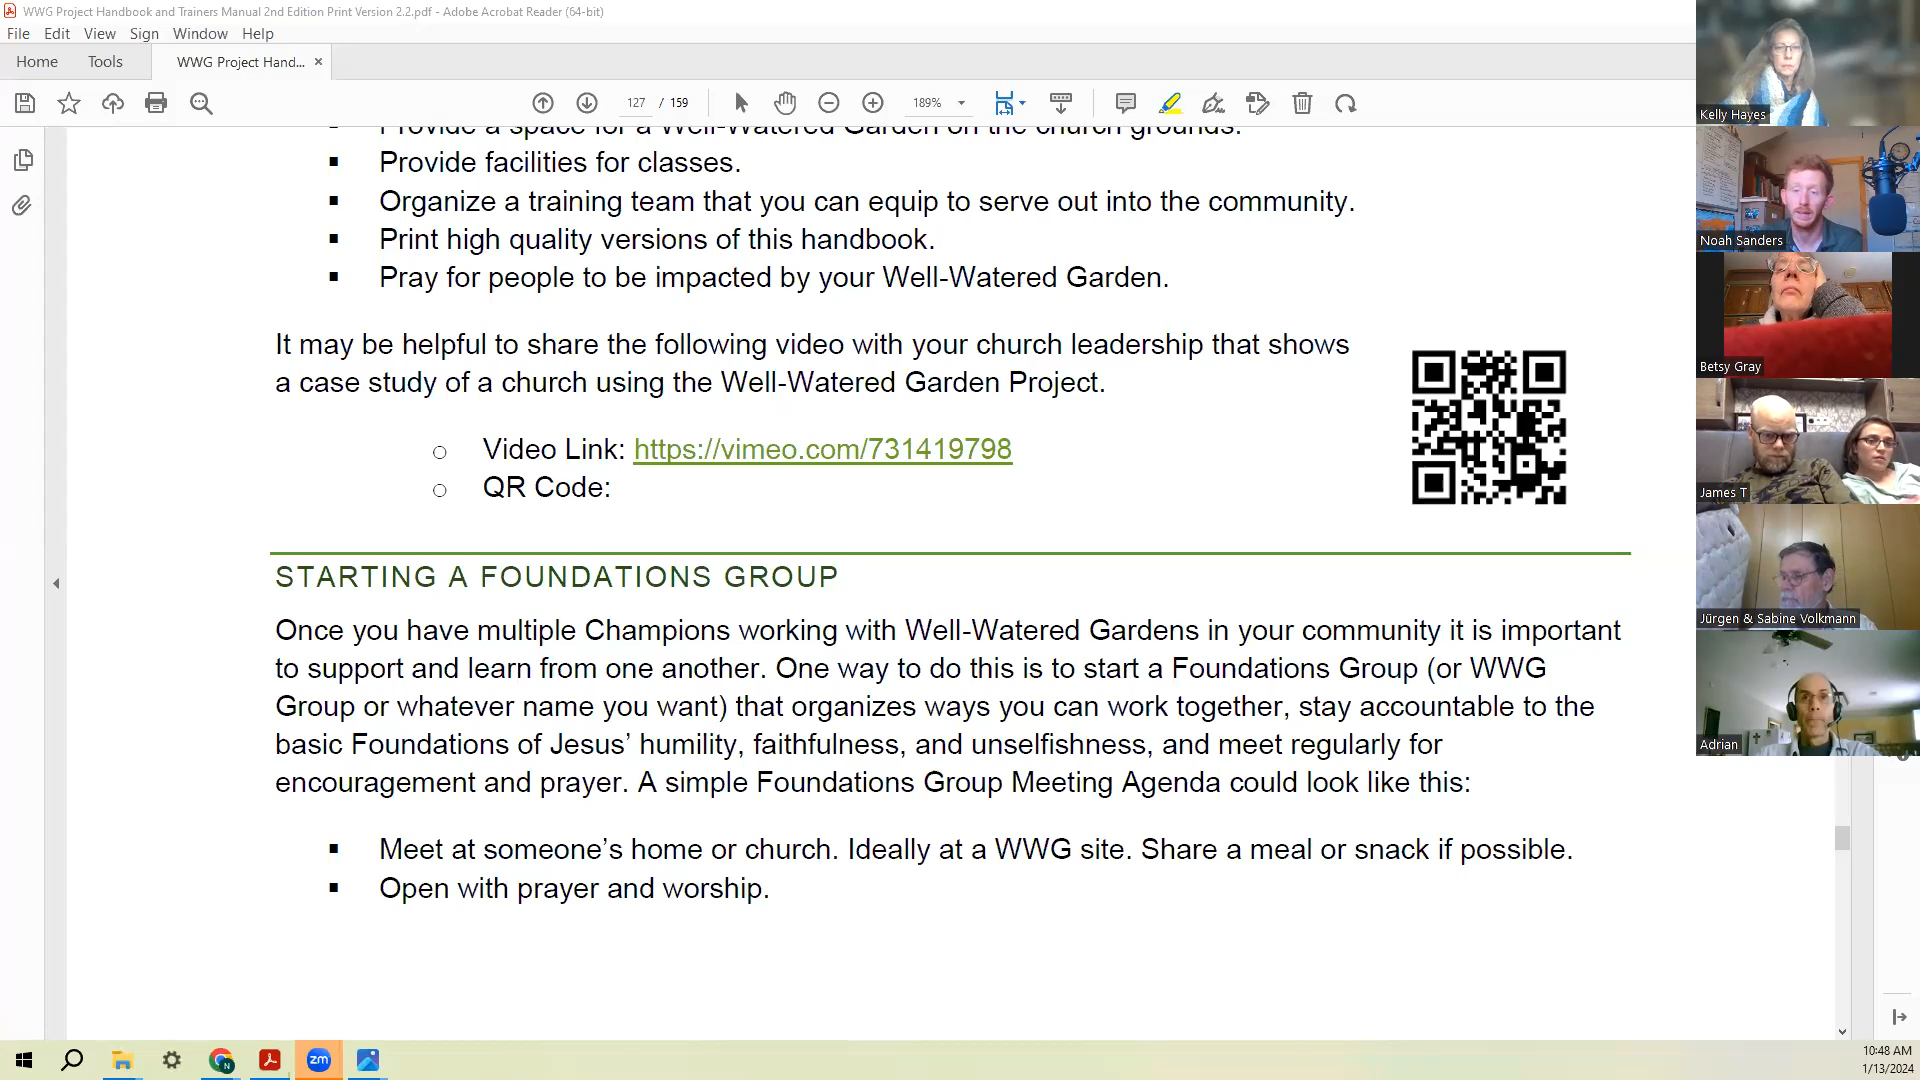 WWG Project Handbook and Trainers Manual 2nd Edition Print Version 2.2.pdf - Adobe Acrobat Reader (64-bit)
File Edit View Sign Window Help
Home Tools WWG Project Hand... ×
127 / 159 189%
Provide a space for a Well-Watered Garden on the church grounds.
▪ Provide facilities for classes.
▪ Organize a training team that you can equip to serve out into the community.
▪ Print high quality versions of this handbook.
▪ Pray for people to be impacted by your Well-Watered Garden.
It may be helpful to share the following video with your church leadership that shows
a case study of a church using the Well-Watered Garden Project.
○ Video Link: https://vimeo.com/731419798
○ QR Code:
STARTING A FOUNDATIONS GROUP
Once you have multiple Champions working with Well-Watered Gardens in your community it is important
to support and learn from one another. One way to do this is to start a Foundations Group (or WWG
Group or whatever name you want) that organizes ways you can work together, stay accountable to the
basic Foundations of Jesus’ humility, faithfulness, and unselfishness, and meet regularly for
encouragement and prayer. A simple Foundations Group Meeting Agenda could look like this:
▪ Meet at someone’s home or church. Ideally at a WWG site. Share a meal or snack if possible.
▪ Open with prayer and worship.
Kelly Hayes
Noah Sanders
Betsy Gray
James T
Jürgen & Sabine Volkmann
Adrian
zm
10:48 AM
1/13/2024